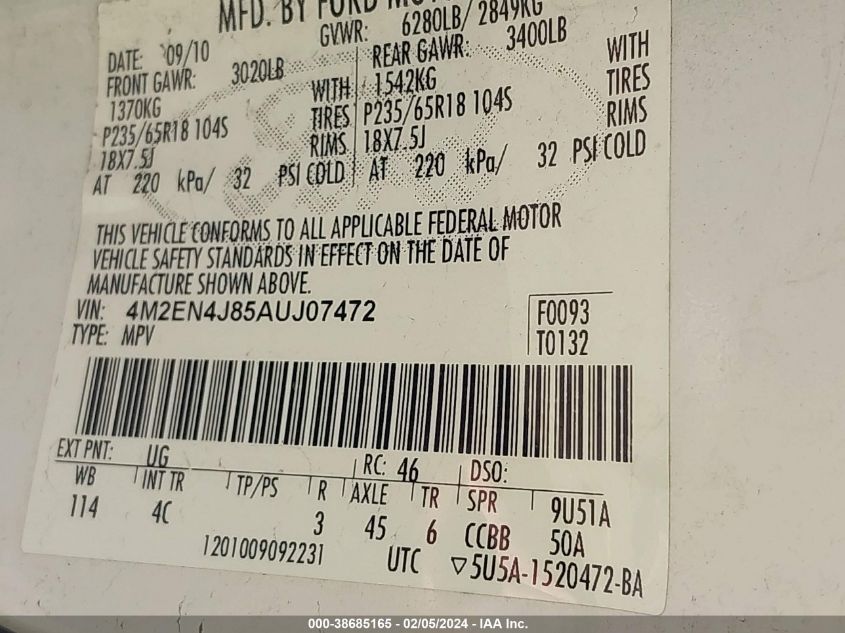 MFD. BY FORD MO
DATE: 09/10 GVWR: 6280LB/ 2849KG
FRONT GAWR: 3020LB REAR GAWR: 3400LB
1370KG WITH 1542KG WITH
P235/65R18 104S TIRES P235/65R18 104S TIRES
18X7.5J RIMS 18X7.5J RIMS
AT 220 kPa/ 32 PSI COLD AT 220 kPa/ 32 PSI COLD
THIS VEHICLE CONFORMS TO ALL APPLICABLE FEDERAL MOTOR
VEHICLE SAFETY STANDARDS IN EFFECT ON THE DATE OF
MANUFACTURE SHOWN ABOVE.
VIN: 4M2EN4J85AUJ07472 F0093
TYPE: MPV T0132
EXT PNT: UG RC: 46 DSO:
WB INT TR TP/PS R AXLE TR SPR 9U51A
114 4C 3 45 6 CCBB 50A
1201009092231 UTC ▽5U5A-1520472-BA
000-38685165 - 02/05/2024 - IAA Inc.